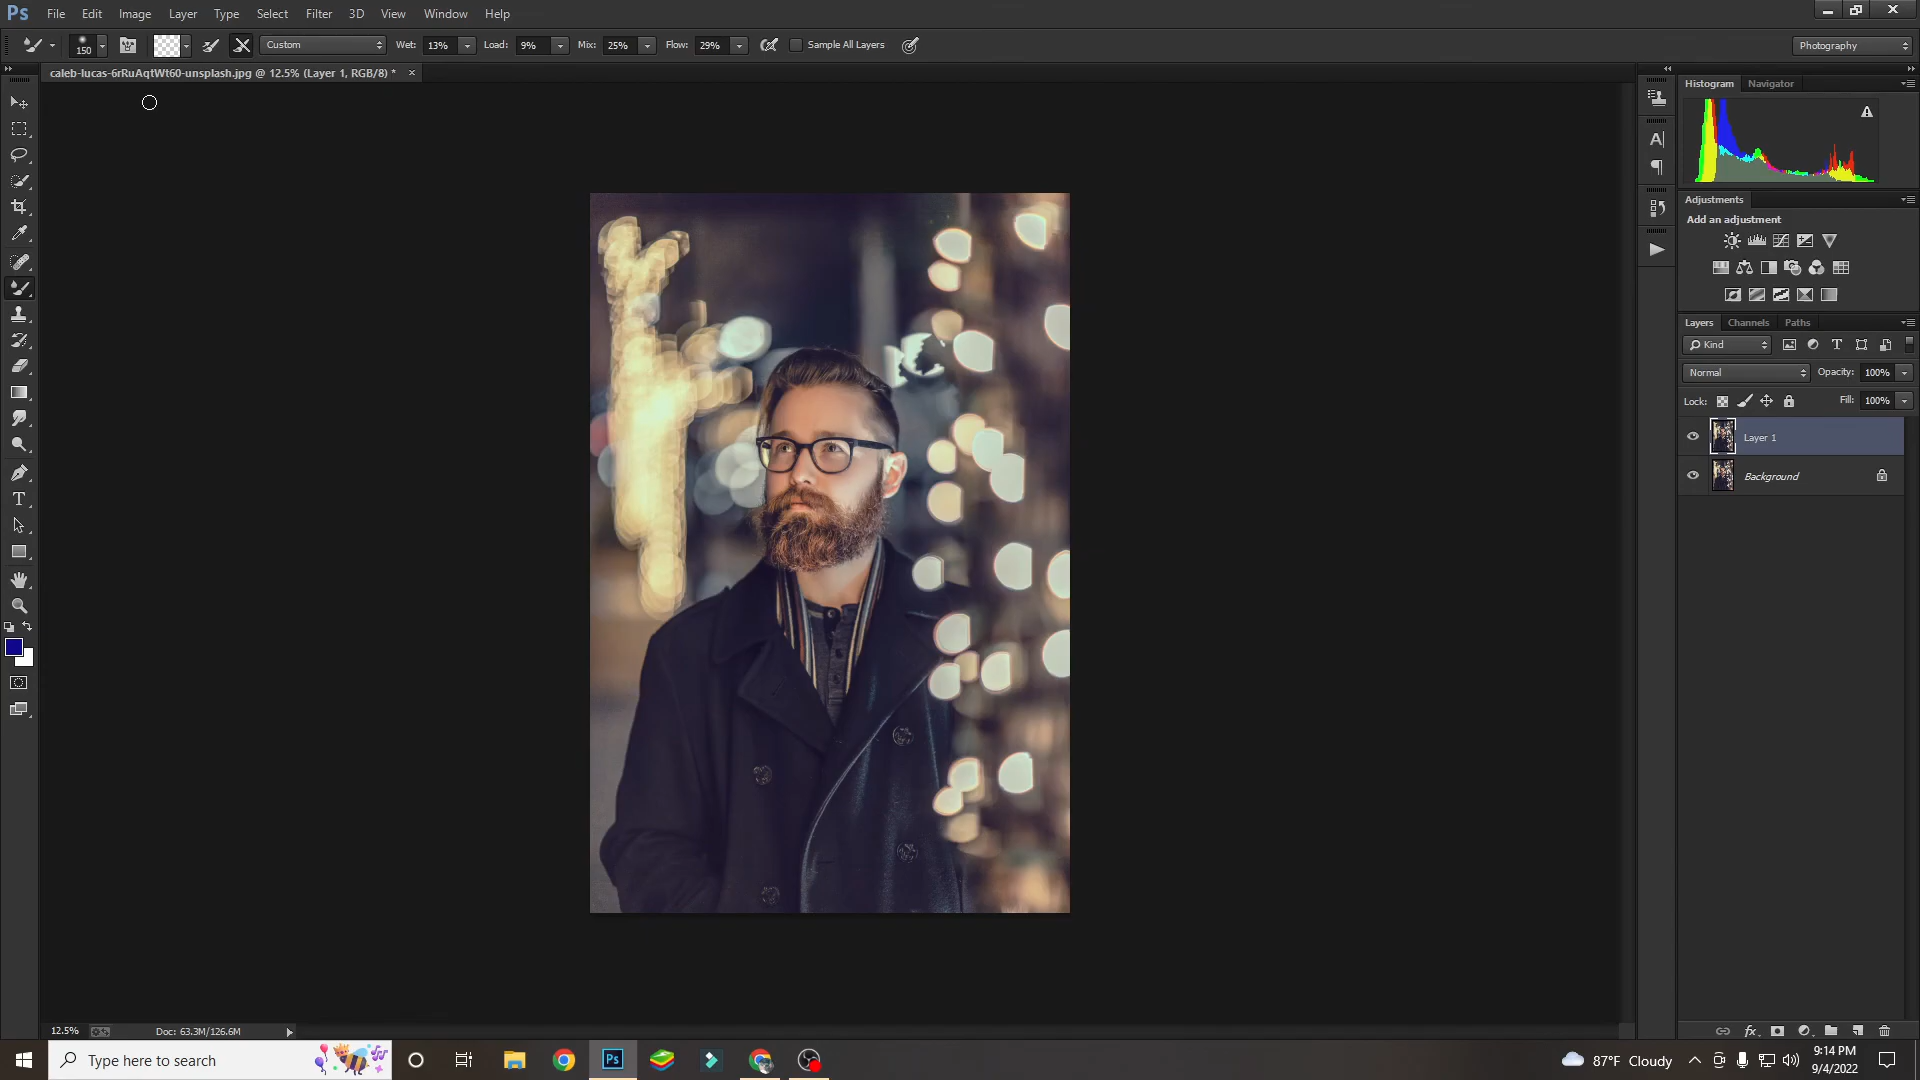 Ps File Edit Image Layer Type Select Filter 3D View Window Help
150 Custom Wet: 13% Load: 9% Mix: 25% Flow: 29% Sample All Layers Photography
caleb-lucas-6rRuAqtWt60-unsplash.jpg @ 12.5% (Layer 1, RGB/8) *
Histogram Navigator
Adjustments
Add an adjustment
Layers Channels Paths
Kind
Normal Opacity: 100%
Lock: Fill: 100%
Layer 1
Background
12.5% Doc: 63.3M/126.6M
Type here to search Ps 87°F Cloudy 9:14 PM
9/4/2022